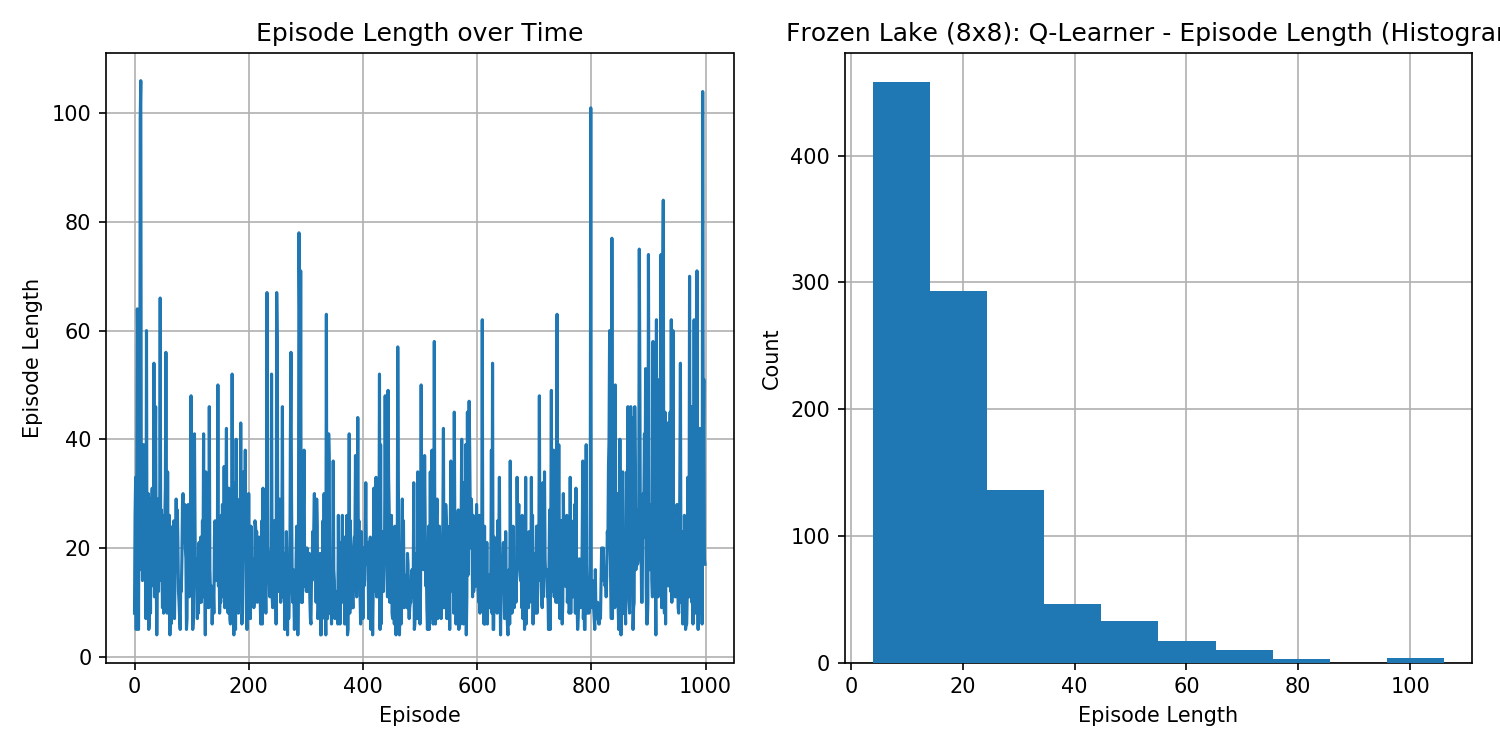 Episode Length over Time
100
80
60
40
20
0
Episode Length
0 200 400 600 800 1000
Episode
Frozen Lake (8x8): Q-Learner - Episode Length (Histogra
400
300
200
100
0
Count
0 20 40 60 80 100
Episode Length